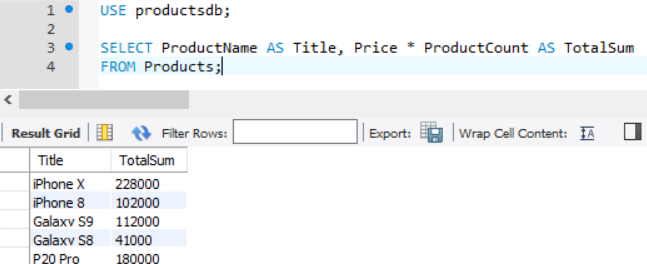 1 USE productsdb;
2
3 SELECT ProductName AS Title, Price * ProductCount AS TotalSum
4 FROM Products;
Result Grid Filter Rows: Export: Wrap Cell Content: IA
Title TotalSum
iPhone X 228000
iPhone 8 102000
Galaxy S9 112000
Galaxy S8 41000
P20 Pro 180000